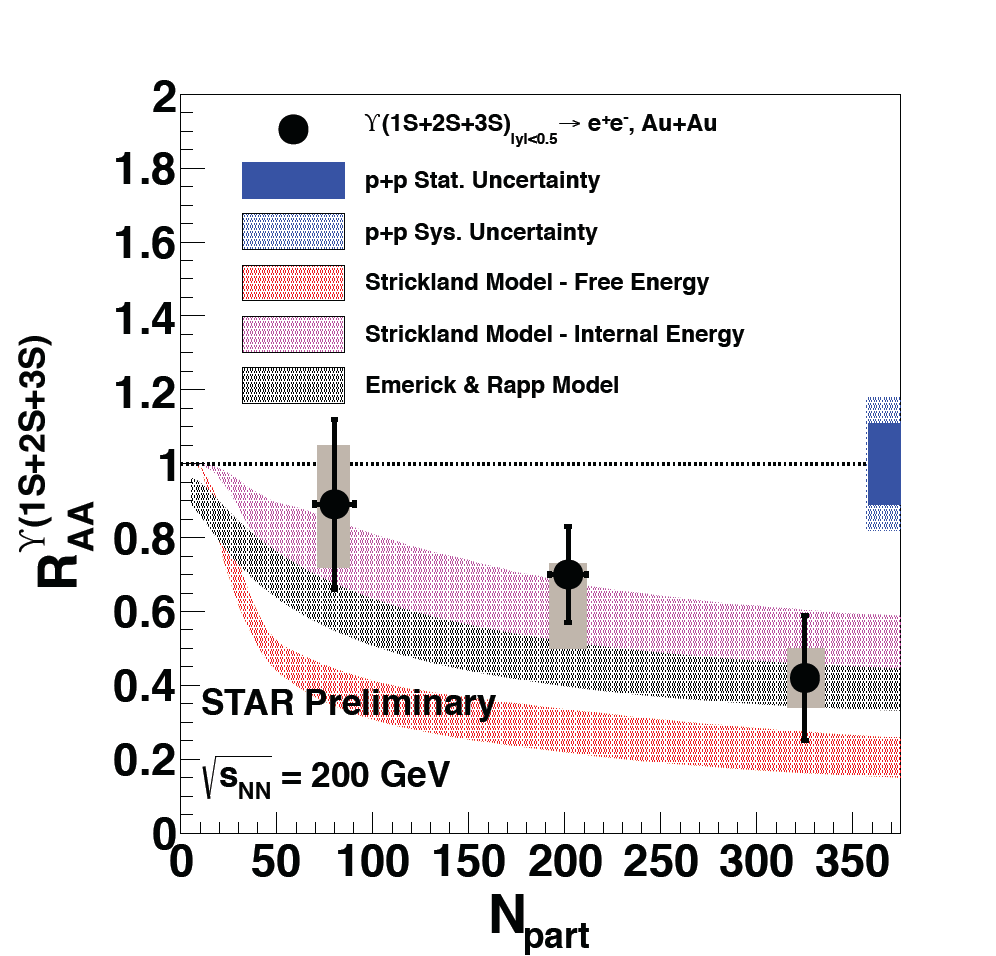 ϒ(1S+2S+3S)|y|<0.5→ e+e-, Au+Au
p+p Stat. Uncertainty
p+p Sys. Uncertainty
Strickland Model - Free Energy
Strickland Model - Internal Energy
Emerick & Rapp Model
STAR Preliminary
√sNN = 200 GeV
RAAϒ(1S+2S+3S)
2
1.8
1.6
1.4
1.2
1
0.8
0.6
0.4
0.2
0
0 50 100 150 200 250 300 350
Npart